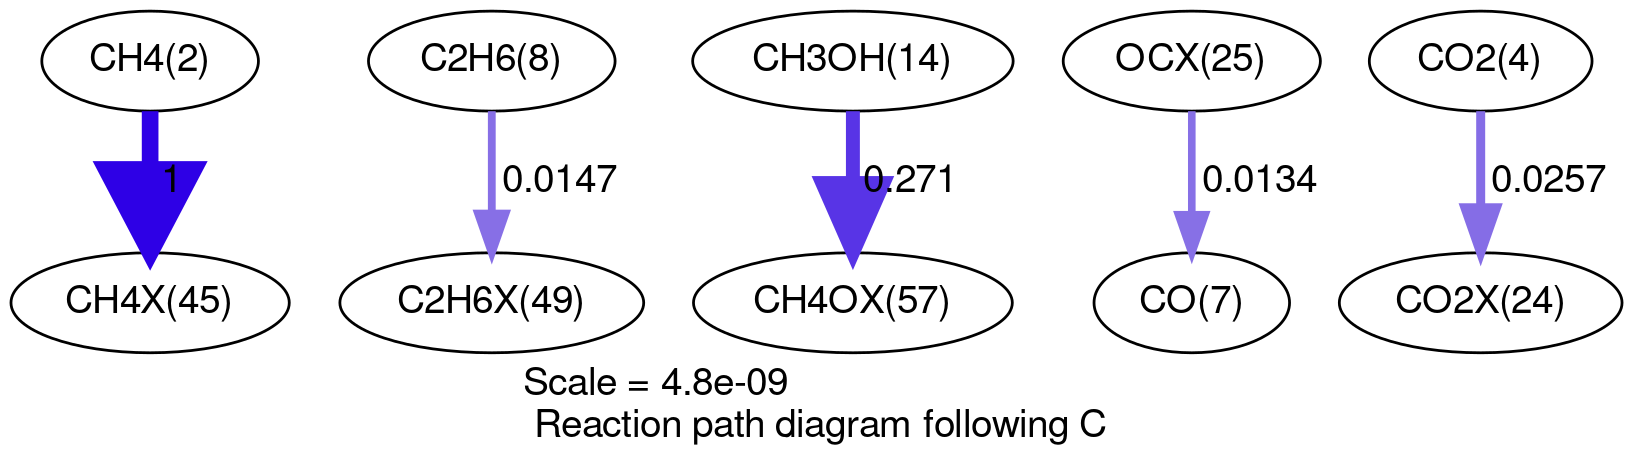 CH4(2)
C2H6(8)
CH3OH(14)
OCX(25)
CO2(4)
1
0.0147
0.271
0.0134
0.0257
CH4X(45)
C2H6X(49)
CH4OX(57)
CO(7)
CO2X(24)
Scale = 4.8e-09
Reaction path diagram following C